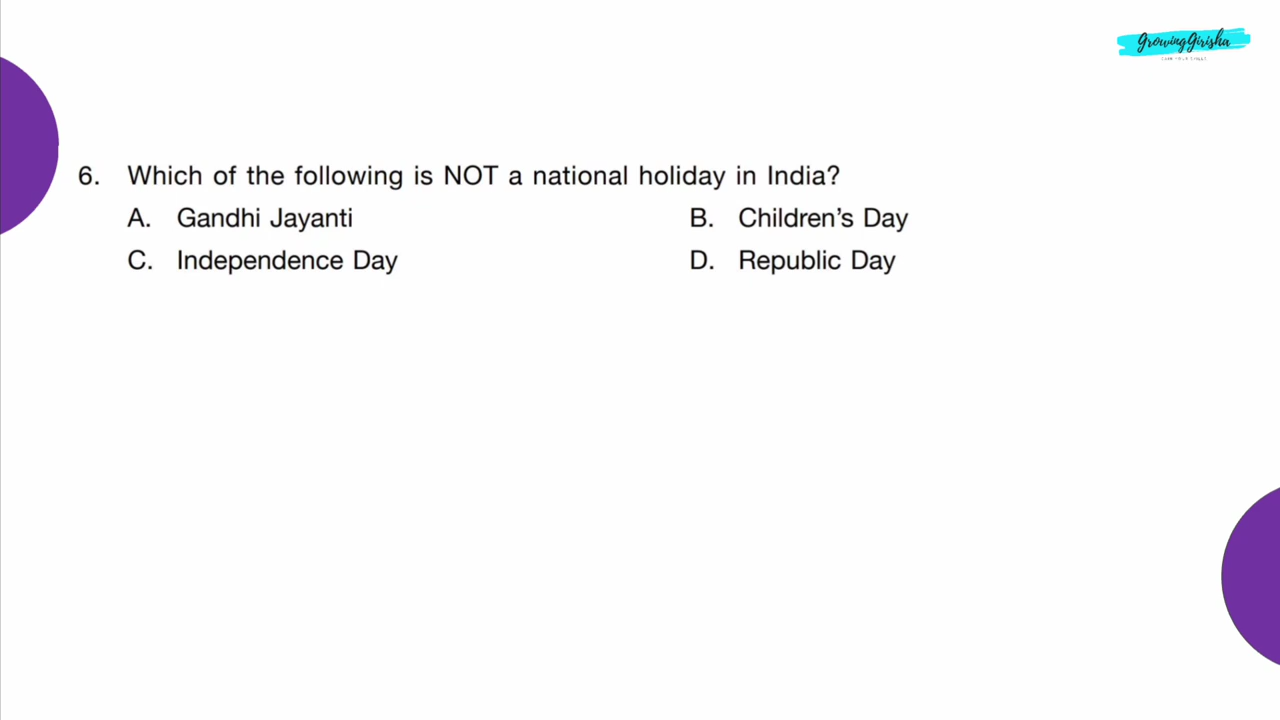 GrowingGirisha
6. Which of the following is NOT a national holiday in India?
A. Gandhi Jayanti B. Children’s Day
C. Independence Day D. Republic Day